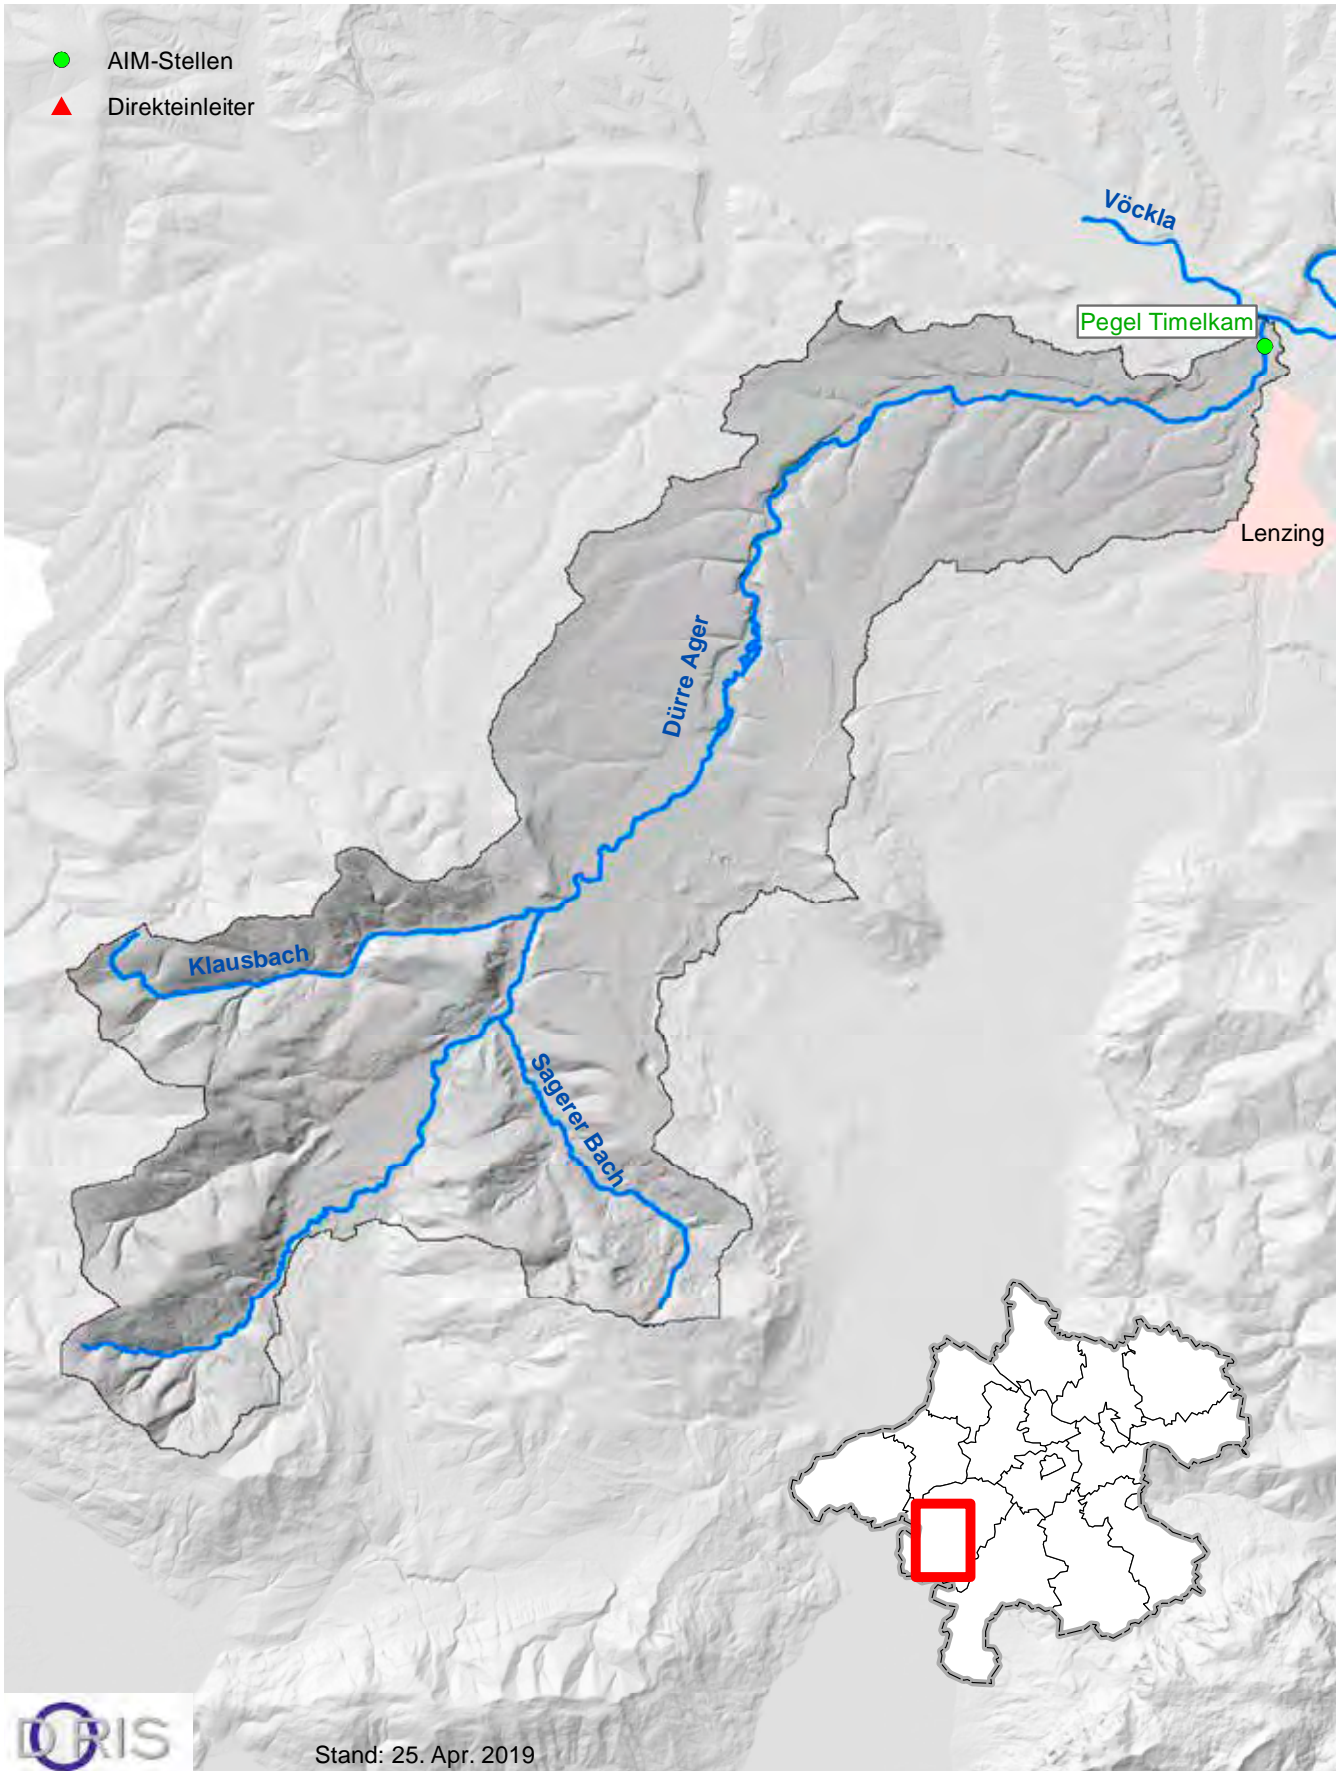 AIM-Stellen
Direkteinleiter
Vöckla
Pegel Timelkam
Lenzing
Dürre Ager
Klausbach
Sagerer Bach
DORIS
Stand: 25. Apr. 2019